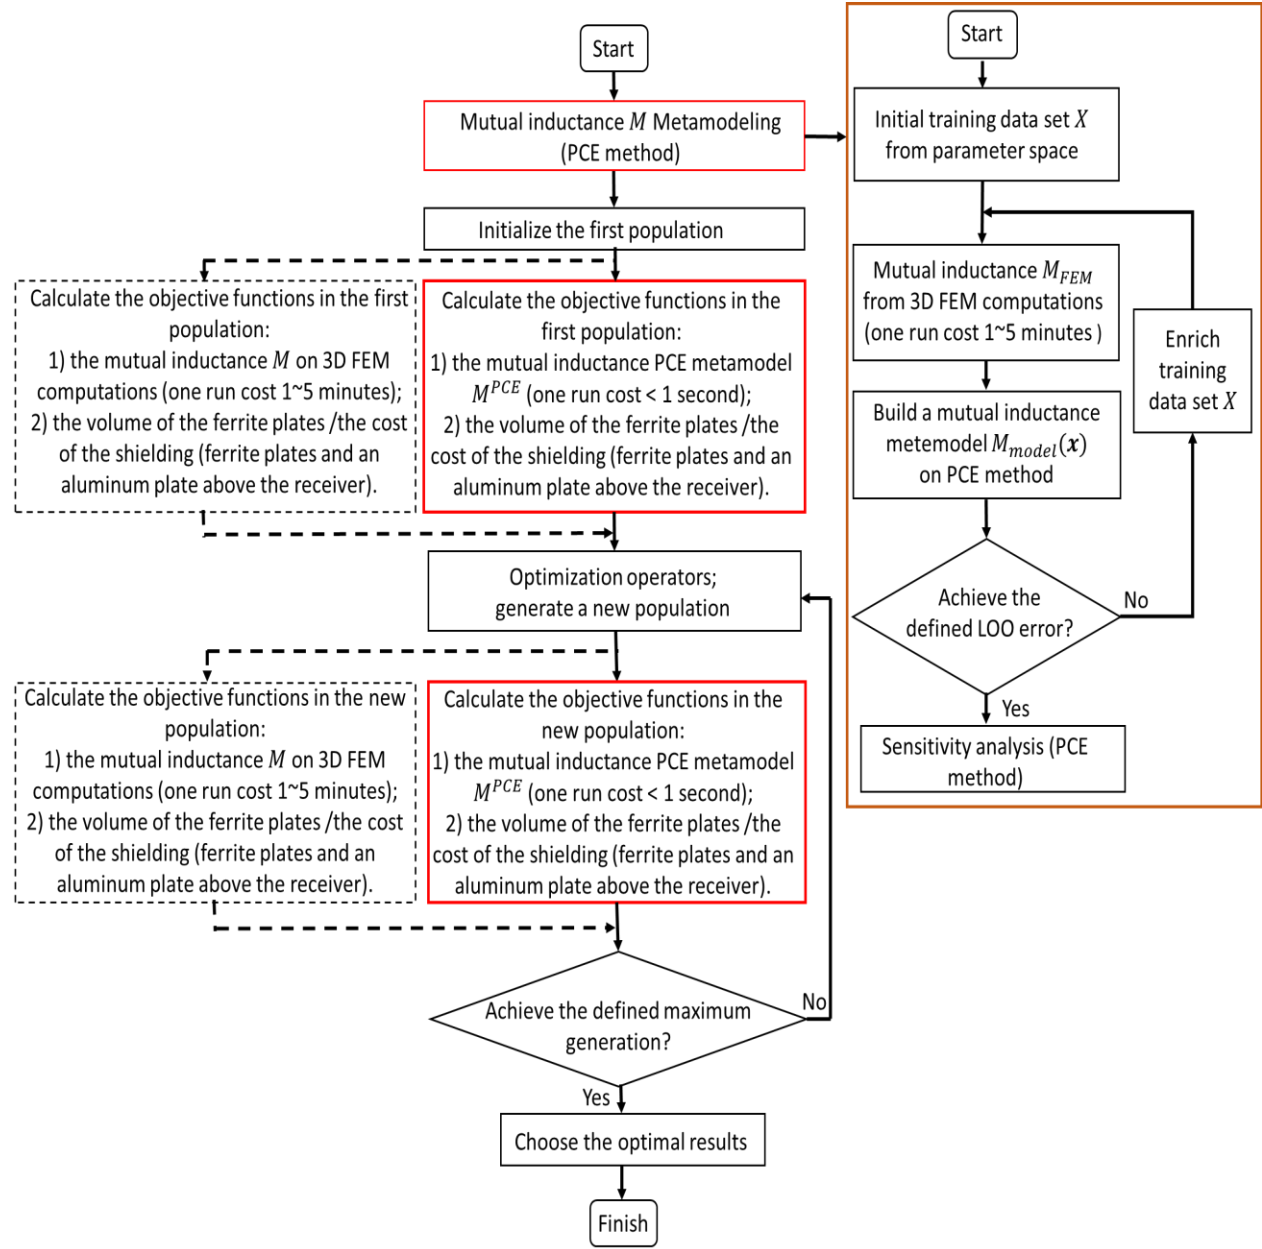 Start
Mutual inductance M Metamodeling
(PCE method)
Initialize the first population
Calculate the objective functions in the first
population:
1) the mutual inductance M on 3D FEM
computations (one run cost 1~5 minutes);
2) the volume of the ferrite plates /the cost
of the shielding (ferrite plates and an
aluminum plate above the receiver).
Calculate the objective functions in the
first population:
1) the mutual inductance PCE metamodel
M^{PCE} (one run cost < 1 second);
2) the volume of the ferrite plates /the
cost of the shielding (ferrite plates and an
aluminum plate above the receiver).
Optimization operators;
generate a new population
Calculate the objective functions in the new
population:
1) the mutual inductance M on 3D FEM
computations (one run cost 1~5 minutes);
2) the volume of the ferrite plates /the cost
of the shielding (ferrite plates and an
aluminum plate above the receiver).
Calculate the objective functions in the
new population:
1) the mutual inductance PCE metamodel
M^{PCE} (one run cost < 1 second);
2) the volume of the ferrite plates /the
cost of the shielding (ferrite plates and an
aluminum plate above the receiver).
Achieve the defined maximum
generation?
No
Yes
Choose the optimal results
Finish
Start
Initial training data set X
from parameter space
Mutual inductance M_{FEM}
from 3D FEM computations
(one run cost 1~5 minutes )
Build a mutual inductance
metemodel M_{model}(x)
on PCE method
Achieve the
defined LOO error?
No
Enrich
training
data set X
Yes
Sensitivity analysis (PCE
method)